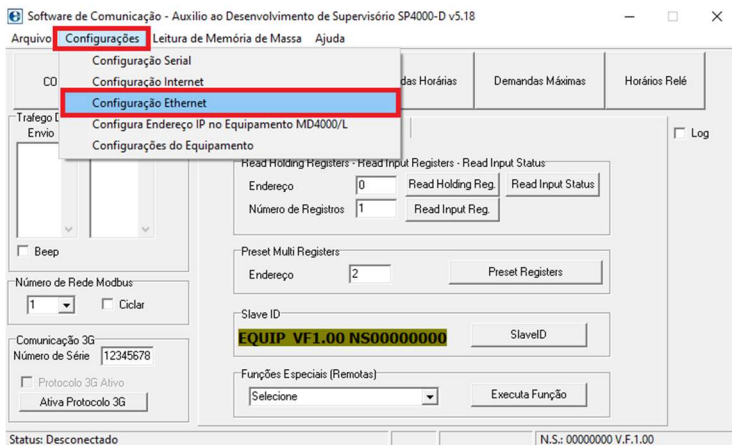 Software de Comunicação - Auxilio ao Desenvolvimento de Supervisório SP4000-D v5.18
Arquivo Configurações Leitura de Memória de Massa Ajuda
Configuração Serial
Configuração Internet
Configuração Ethernet
Configura Endereço IP no Equipamento MD4000/L
Configurações do Equipamento
CO
das Horárias
Demandas Máximas
Horários Relé
Log
Trafego D
Envio
Beep
Número de Rede Modbus
1
Ciclar
Comunicação 3G
Número de Série 12345678
Protocolo 3G Ativo
Ativa Protocolo 3G
Read Holding Registers - Read Input Registers - Read Input Status
Endereço 0 Read Holding Reg. Read Input Status
Número de Registros 1 Read Input Reg.
Preset Multi Registers
Endereço 2 Preset Registers
Slave ID
EQUIP VF1.00 NS00000000 SlaveID
Funções Especiais (Remotas)
Selecione Executa Função
Status: Desconectado N.S.: 00000000 V.F.1.00